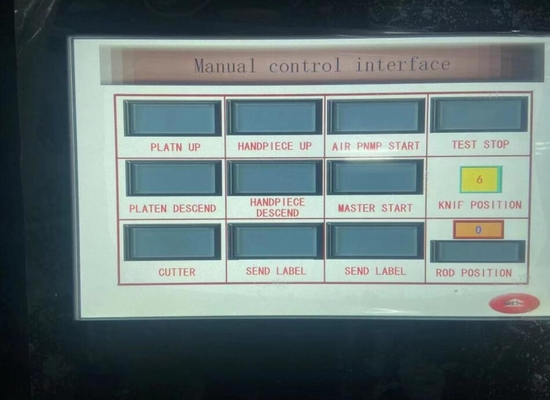 Manual control interface
PLATN UP
HANDPIECE UP
AIR PNMP START
TEST STOP
PLATEN DESCEND
HANDPIECE
DESCEND
MASTER START
6
KNIF POSITION
CUTTER
SEND LABEL
SEND LABEL
0
ROD POSITION